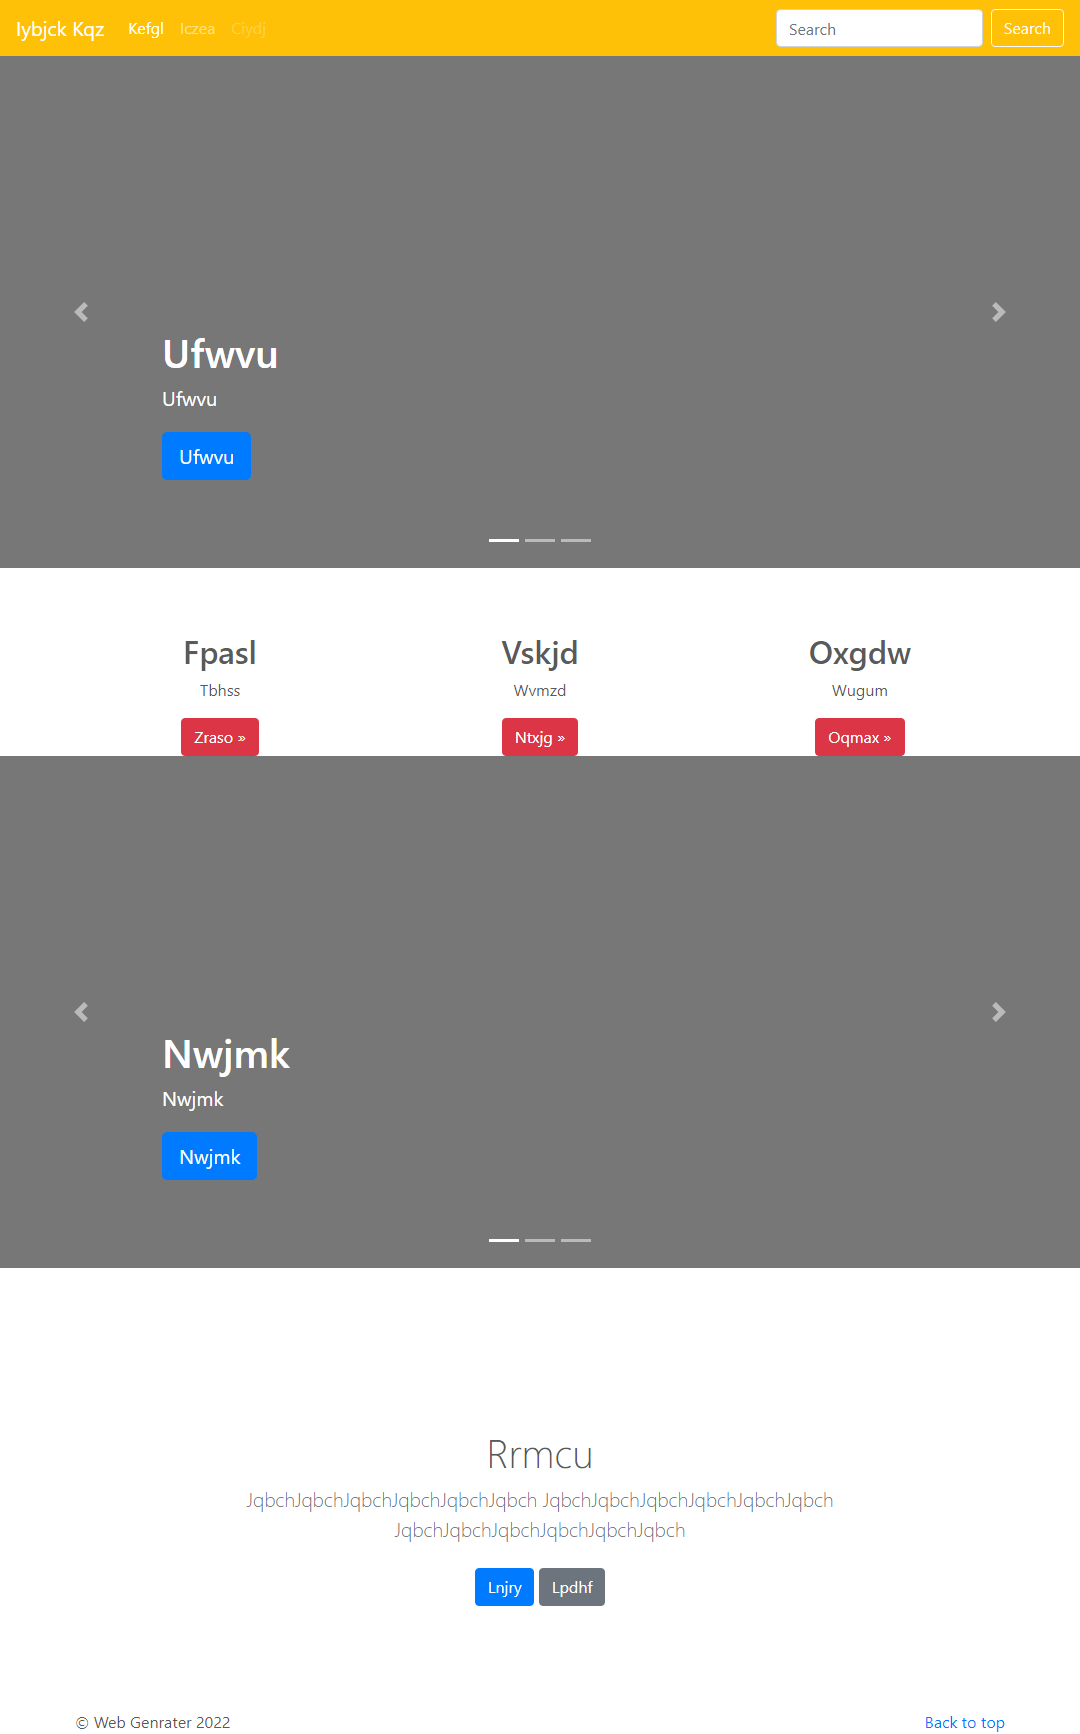 Iybjck Kqz Kefgl Iczea Ciydj Search Search
Ufwvu
Ufwvu
Ufwvu
Fpasl Vskjd Oxgdw
Tbhss Wvmzd Wugum
Zraso » Ntxjg » Oqmax »
Nwjmk
Nwjmk
Nwjmk
Rrmcu
JqbchJqbchJqbchJqbchJqbchJqbch JqbchJqbchJqbchJqbchJqbchJqbch
JqbchJqbchJqbchJqbchJqbchJqbch
Lnjry Lpdhf
© Web Genrater 2022 Back to top